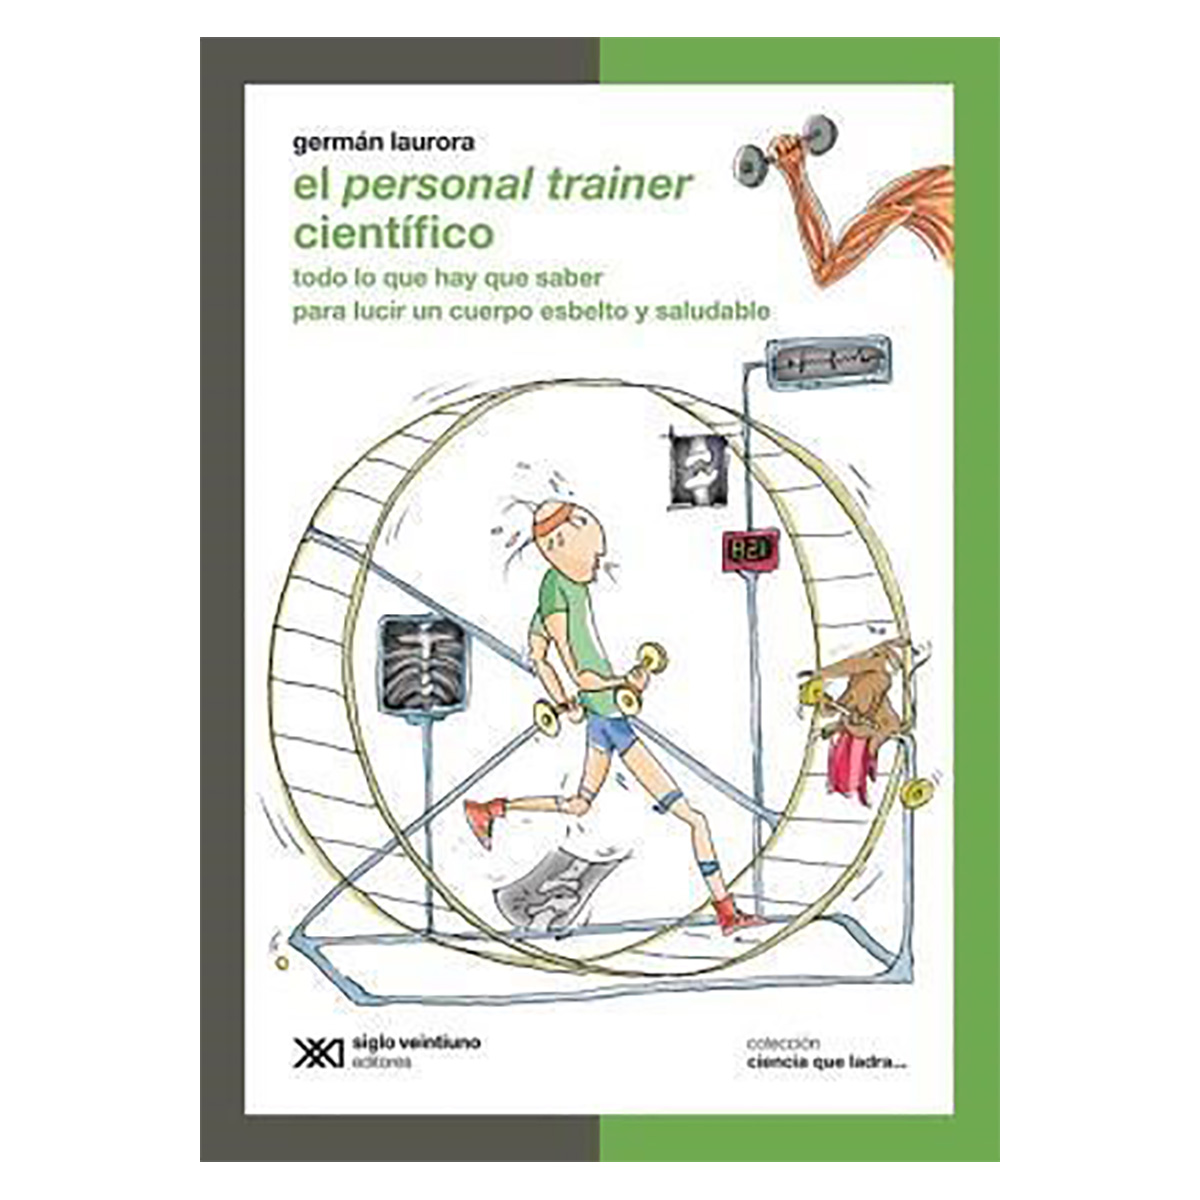 germán laurora
el personal trainer
científico
todo lo que hay que saber
para lucir un cuerpo esbelto y saludable
siglo veintiuno
editores
colección
ciencia que ladra...